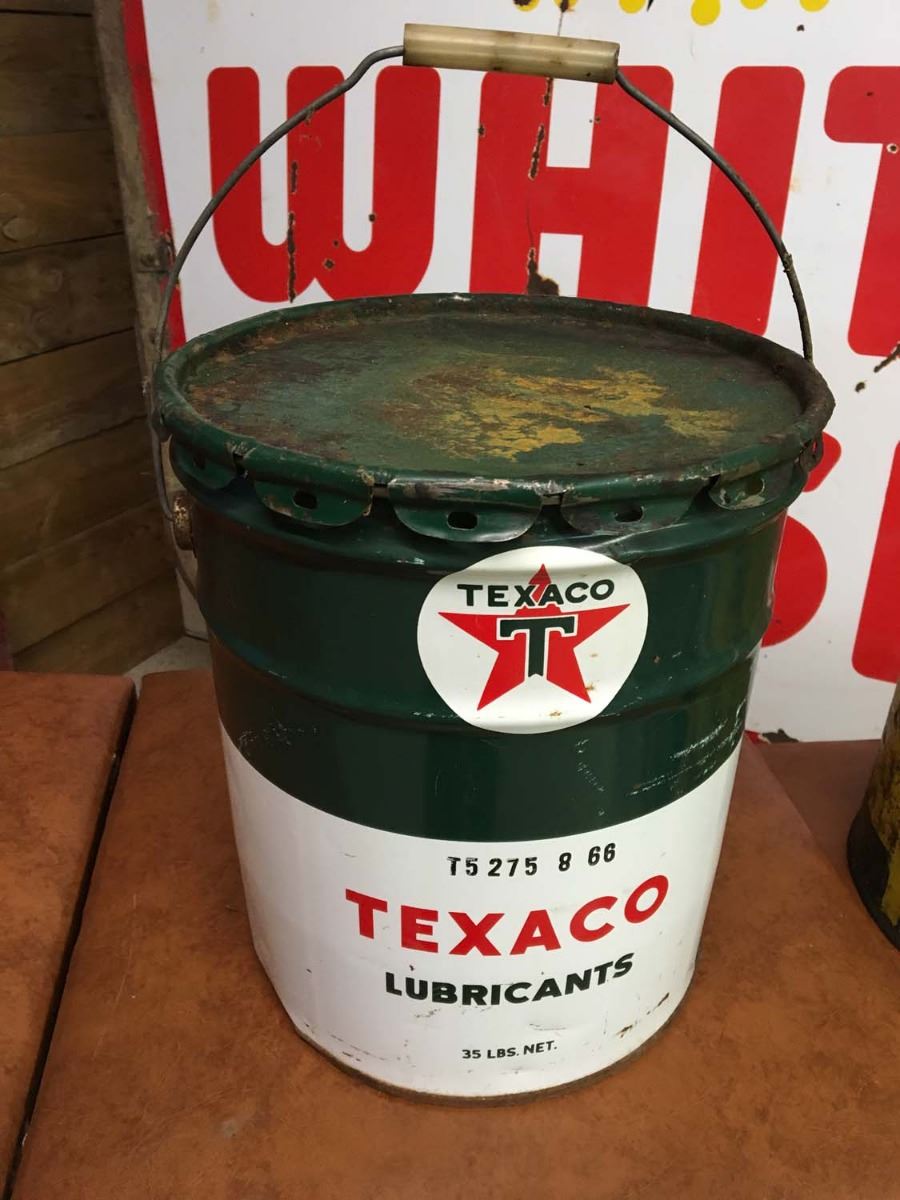 WHIT
S
TEXACO
T
T5 275 8 66
TEXACO
LUBRICANTS
35 LBS. NET.